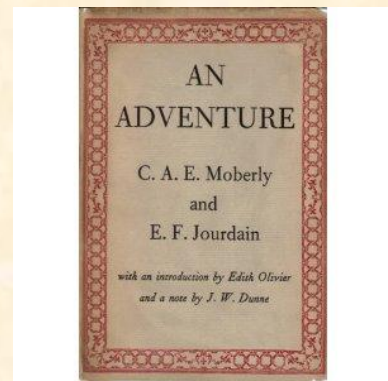 AN
ADVENTURE
C. A. E. Moberly
and
E. F. Jourdain
with an introduction by Edith Olivier
and a note by J. W. Dunne